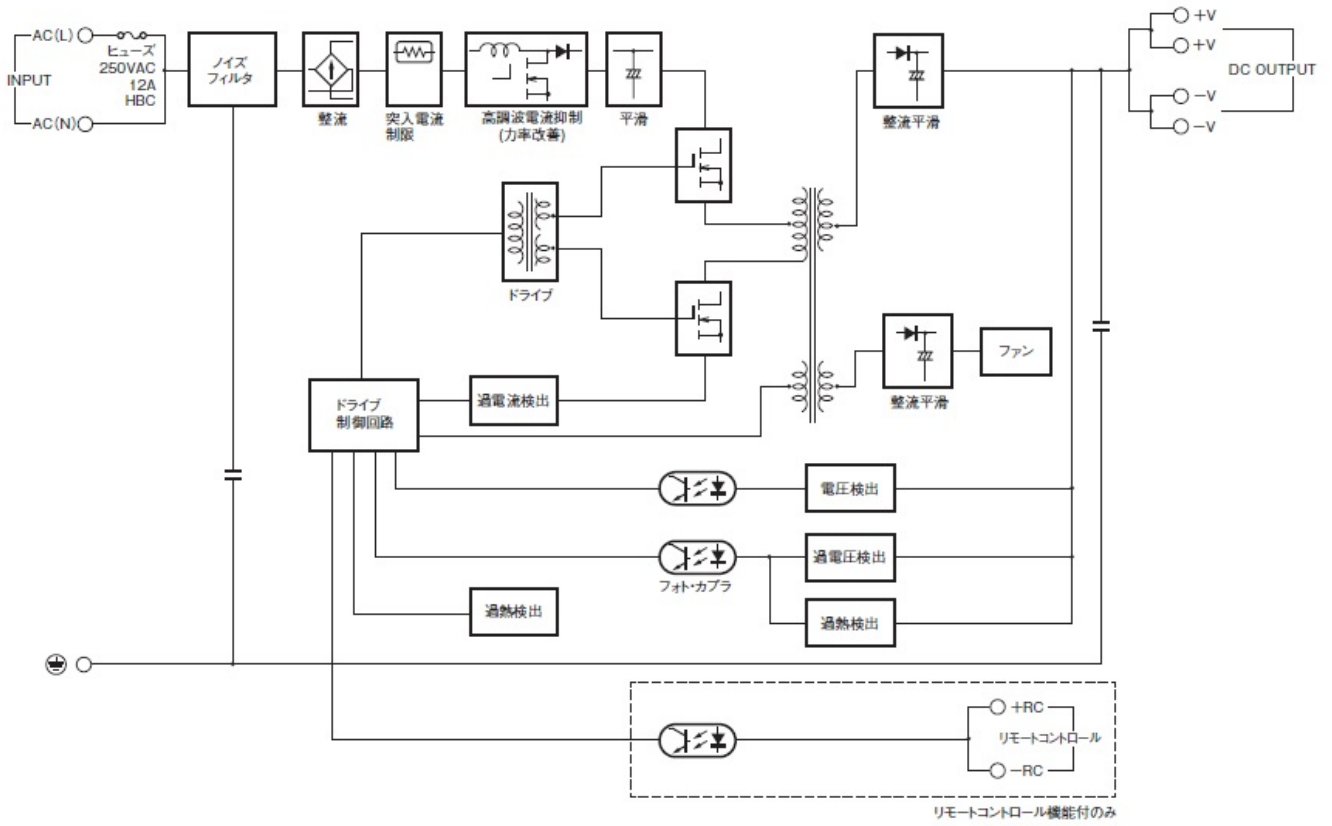 AC(L)
ヒューズ
250VAC
12A
HBC
INPUT
AC(N)
ノイズ
フィルタ
整流
突入電流
制限
高調波電流抑制
(力率改善)
平滑
整流平滑
+V
+V
DC OUTPUT
−V
−V
ドライブ
整流平滑
ファン
ドライブ
制御回路
過電流検出
電圧検出
過電圧検出
フォト・カプラ
過熱検出
過熱検出
+RC
リモートコントロール
−RC
リモートコントロール機能付のみ